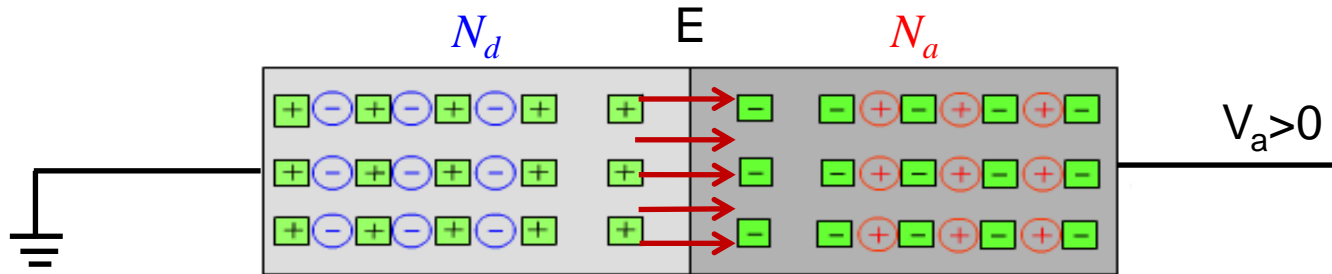 N_d E N_a
V_a>0
+ − + − + − + + − − + − + − + −
+ − + − + − + + − − + − + − + −
+ − + − + − + + − − + − + − + −